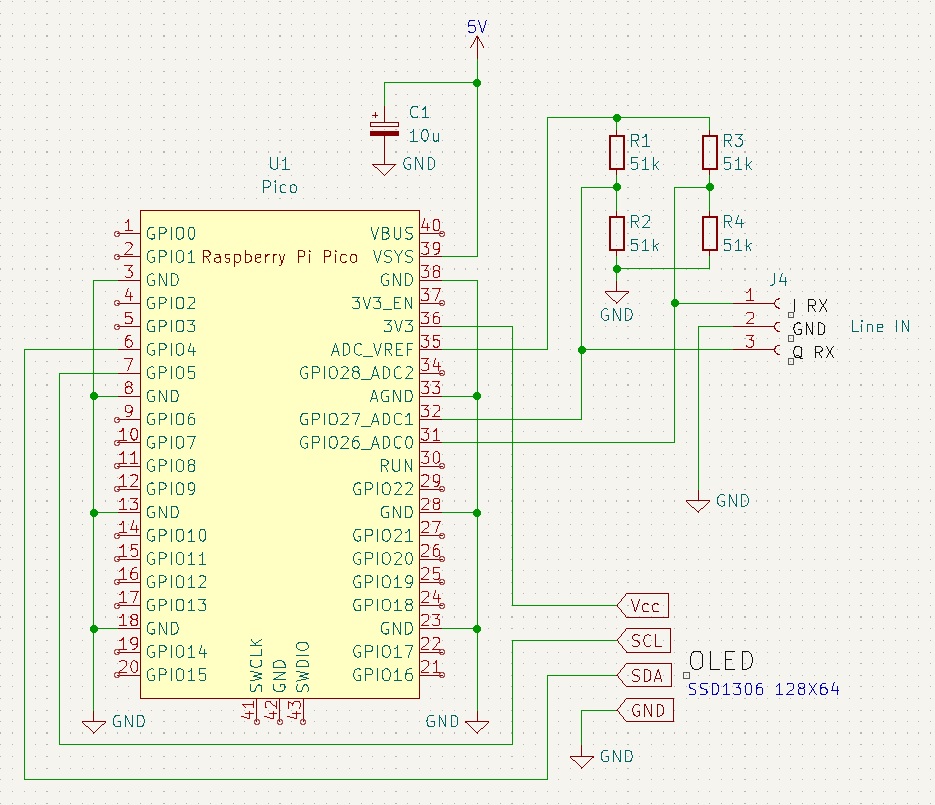 5V
C1
10u
GND
U1
Pico
Raspberry Pi Pico
1 GPIO0
2 GPIO1
3 GND
4 GPIO2
5 GPIO3
6 GPIO4
7 GPIO5
8 GND
9 GPIO6
10 GPIO7
11 GPIO8
12 GPIO9
13 GND
14 GPIO10
15 GPIO11
16 GPIO12
17 GPIO13
18 GND
19 GPIO14
20 GPIO15
VBUS 40
VSYS 39
GND 38
3V3_EN 37
3V3 36
ADC_VREF 35
GPIO28_ADC2 34
AGND 33
GPIO27_ADC1 32
GPIO26_ADC0 31
RUN 30
GPIO22 29
GND 28
GPIO21 27
GPIO20 26
GPIO19 25
GPIO18 24
GND 23
GPIO17 22
GPIO16 21
SWCLK 41
GND 42
SWDIO 43
GND
GND
R1
51k
R3
51k
R2
51k
R4
51k
GND
J4
1 I RX
2 GND
3 Q RX
Line IN
GND
Vcc
SCL
SDA
GND
OLED
SSD1306 128X64
GND